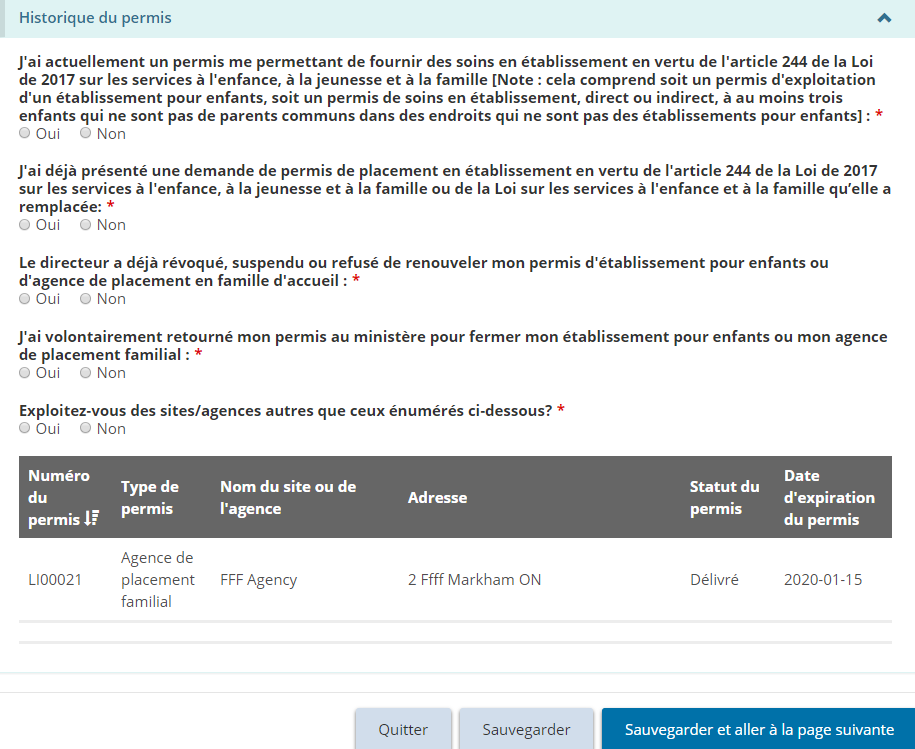 Historique du permis
J'ai actuellement un permis me permettant de fournir des soins en établissement en vertu de l'article 244 de la Loi
de 2017 sur les services à l'enfance, à la jeunesse et à la famille [Note : cela comprend soit un permis d'exploitation
d'un établissement pour enfants, soit un permis de soins en établissement, direct ou indirect, à au moins trois
enfants qui ne sont pas de parents communs dans des endroits qui ne sont pas des établissements pour enfants] : *
Oui Non
J'ai déjà présenté une demande de permis de placement en établissement en vertu de l'article 244 de la Loi de 2017
sur les services à l'enfance, à la jeunesse et à la famille ou de la Loi sur les services à l'enfance et à la famille qu’elle a
remplacée: *
Oui Non
Le directeur a déjà révoqué, suspendu ou refusé de renouveler mon permis d'établissement pour enfants ou
d'agence de placement en famille d'accueil : *
Oui Non
J'ai volontairement retourné mon permis au ministère pour fermer mon établissement pour enfants ou mon agence
de placement familial : *
Oui Non
Exploitez-vous des sites/agences autres que ceux énumérés ci-dessous? *
Oui Non
Numéro
du
permis
Type de
permis
Nom du site ou de
l'agence
Adresse
Statut du
permis
Date
d'expiration
du permis
LI00021
Agence de
placement
familial
FFF Agency
2 Ffff Markham ON
Délivré
2020-01-15
Quitter
Sauvegarder
Sauvegarder et aller à la page suivante